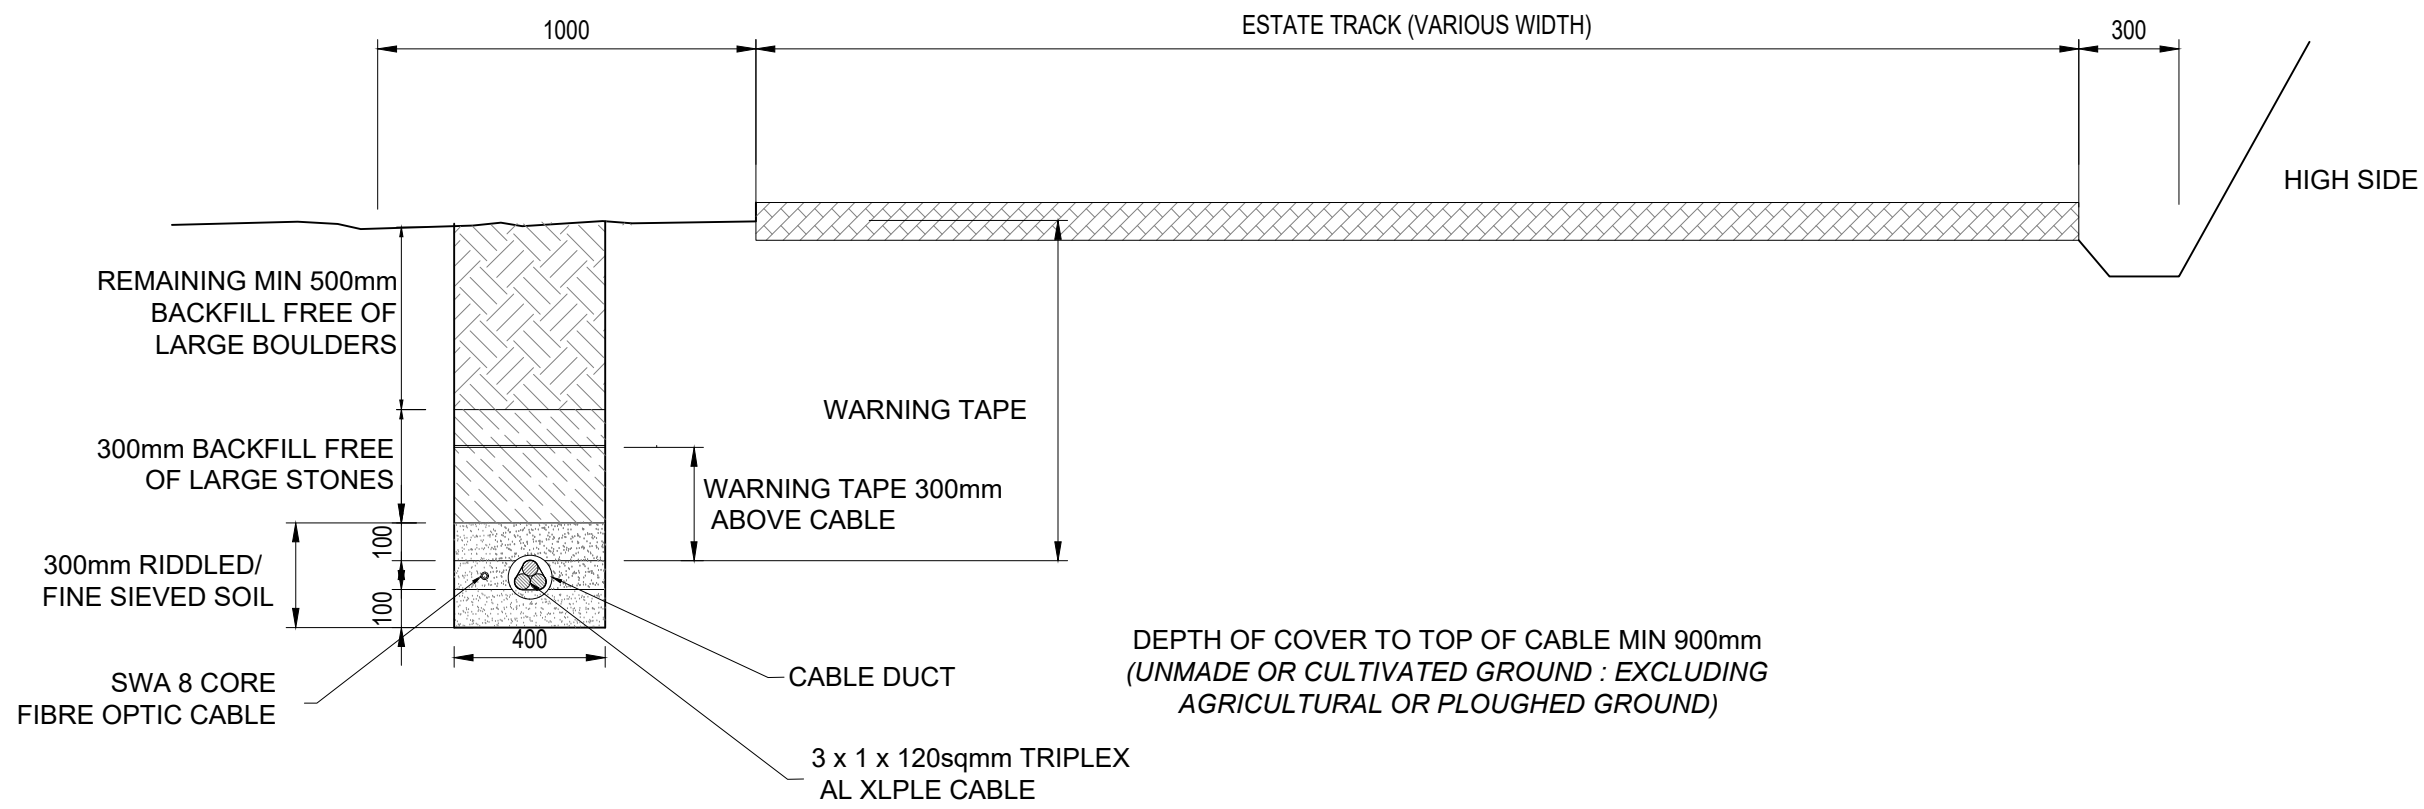 1000
ESTATE TRACK (VARIOUS WIDTH)
300
HIGH SIDE
REMAINING MIN 500mm
BACKFILL FREE OF
LARGE BOULDERS
WARNING TAPE
300mm BACKFILL FREE
OF LARGE STONES
WARNING TAPE 300mm
ABOVE CABLE
100
300mm RIDDLED/
FINE SIEVED SOIL
100
400
SWA 8 CORE
FIBRE OPTIC CABLE
CABLE DUCT
3 x 1 x 120sqmm TRIPLEX
AL XLPLE CABLE
DEPTH OF COVER TO TOP OF CABLE MIN 900mm
(UNMADE OR CULTIVATED GROUND : EXCLUDING
AGRICULTURAL OR PLOUGHED GROUND)